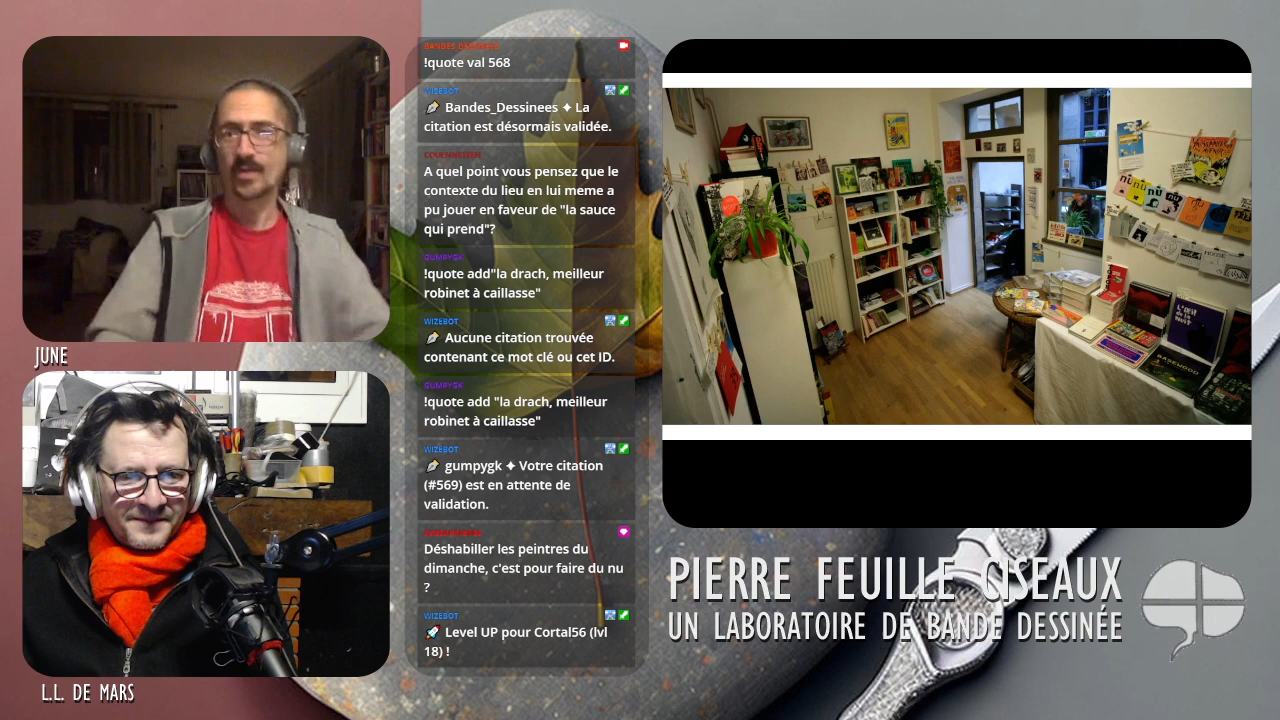 BANDES_DESSINEES
!quote val 568
WIZEBOT
Bandes_Dessinees ✦ La
citation est désormais validée.
A quel point vous pensez que le
contexte du lieu en lui meme a
pu jouer en faveur de "la sauce
qui prend"?
GUMPYGK
!quote add"la drach, meilleur
robinet à caillasse"
WIZEBOT
Aucune citation trouvée
contenant ce mot clé ou cet ID.
GUMPYGK
!quote add "la drach, meilleur
robinet à caillasse"
WIZEBOT
gumpygk ✦ Votre citation
(#569) est en attente de
validation.
Déshabiller les peintres du
dimanche, c'est pour faire du nu
?
WIZEBOT
Level UP pour Cortal56 (lvl
18) !
JUNE
L.L. DE MARS
BASEWOOD
PIERRE FEUILLE CISEAUX
UN LABORATOIRE DE BANDE DESSINÉE